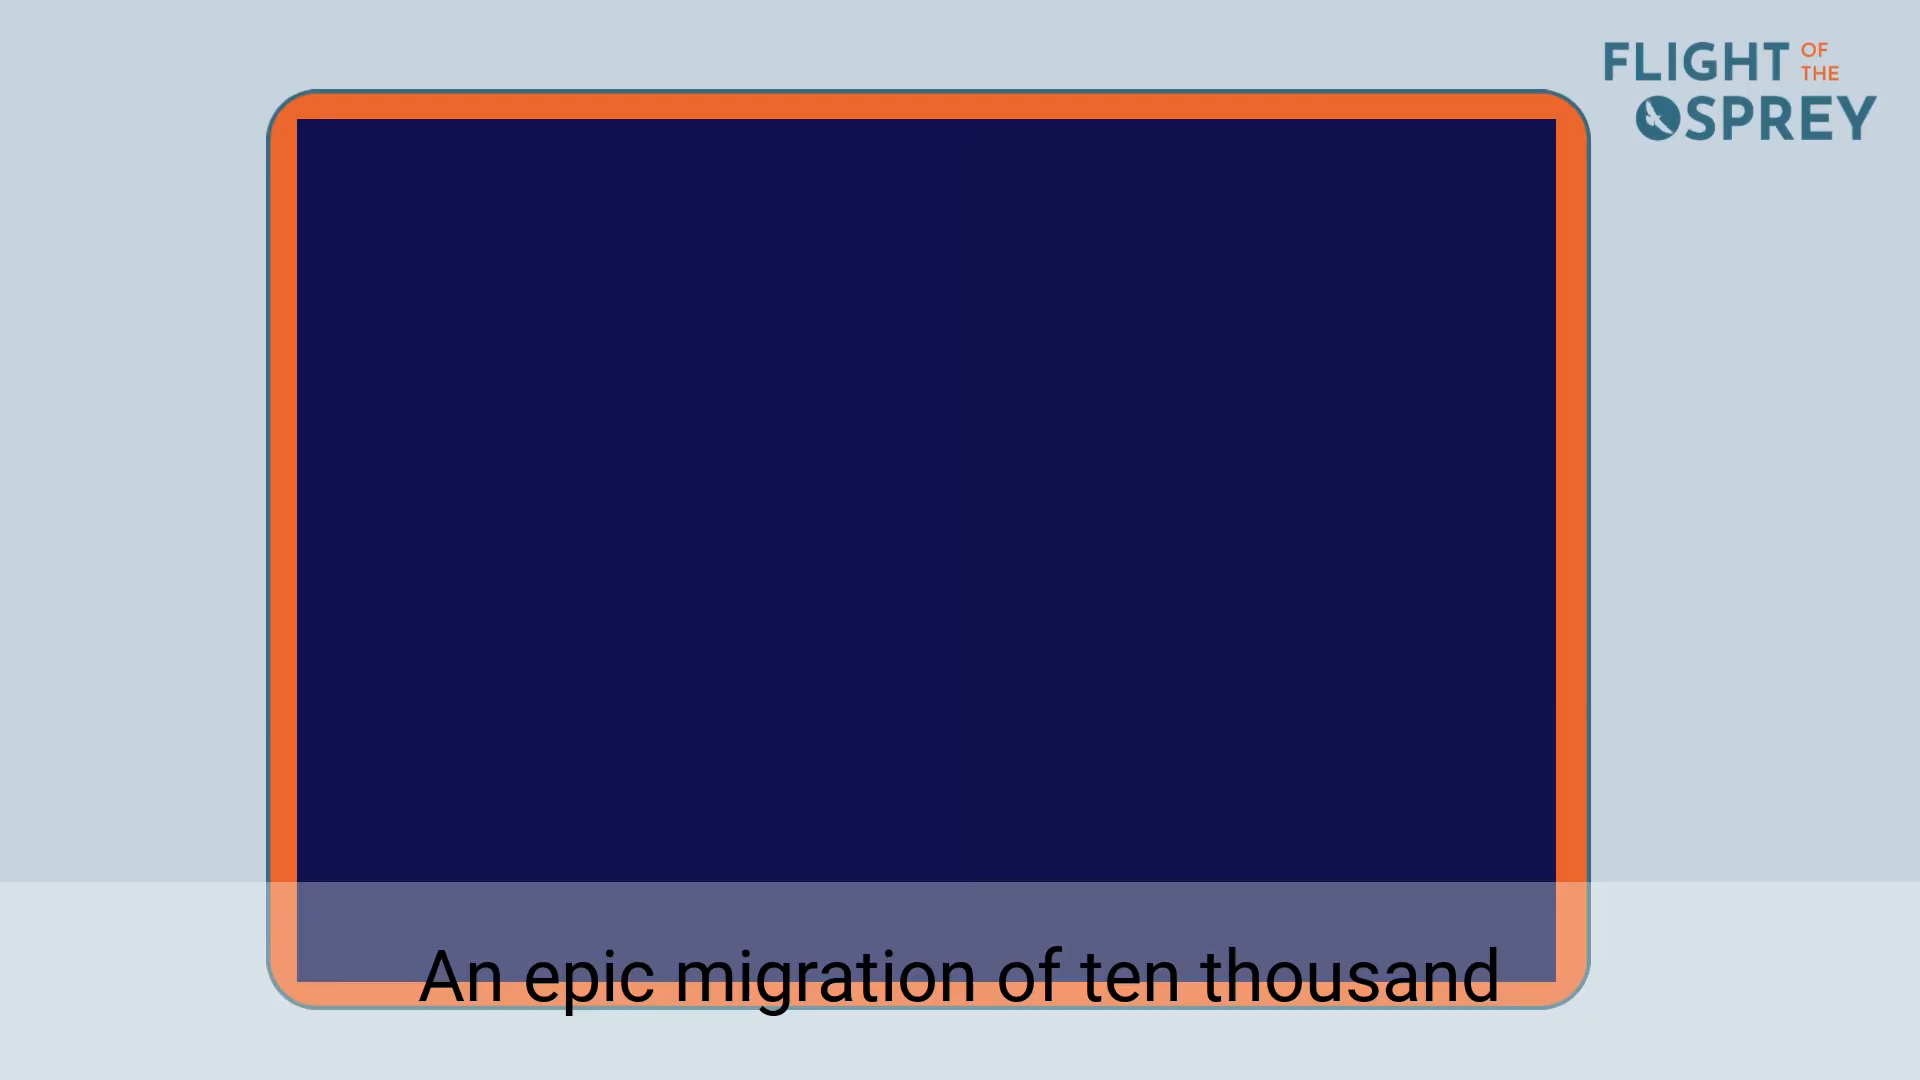 FLIGHT OF THE
OSPREY
An epic migration of ten thousand